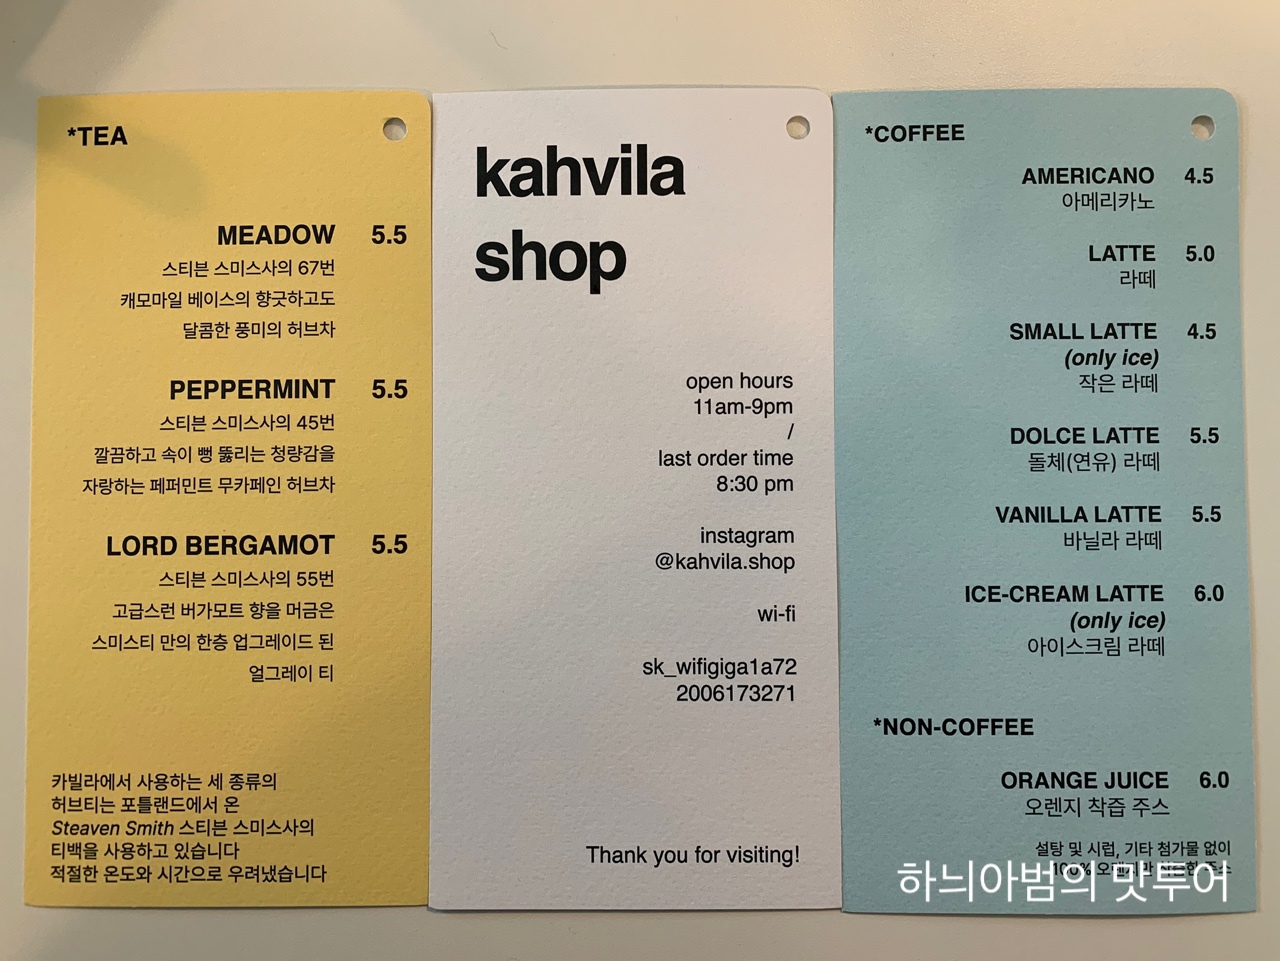 *TEA
MEADOW 5.5
스티븐 스미스사의 67번
캐모마일 베이스의 향긋하고도
달콤한 풍미의 허브차
PEPPERMINT 5.5
스티븐 스미스사의 45번
깔끔하고 속이 뻥 뚫리는 청량감을
자랑하는 페퍼민트 무카페인 허브차
LORD BERGAMOT 5.5
스티븐 스미스사의 55번
고급스런 버가모트 향을 머금은
스미스티 만의 한층 업그레이드 된
얼그레이 티
카빌라에서 사용하는 세 종류의
허브티는 포틀랜드에서 온
Steaven Smith 스티븐 스미스사의
티백을 사용하고 있습니다
적절한 온도와 시간으로 우려냈습니다
kahvila
shop
open hours
11am-9pm
/
last order time
8:30 pm
instagram
@kahvila.shop
wi-fi
sk_wifigiga1a72
2006173271
Thank you for visiting!
*COFFEE
AMERICANO 4.5
아메리카노
LATTE 5.0
라떼
SMALL LATTE 4.5
(only ice)
작은 라떼
DOLCE LATTE 5.5
돌체(연유) 라떼
VANILLA LATTE 5.5
바닐라 라떼
ICE-CREAM LATTE 6.0
(only ice)
아이스크림 라떼
*NON-COFFEE
ORANGE JUICE 6.0
오렌지 착즙 주스
설탕 및 시럽, 기타 첨가물 없이
100% 주스
하늬아범의 맛투어